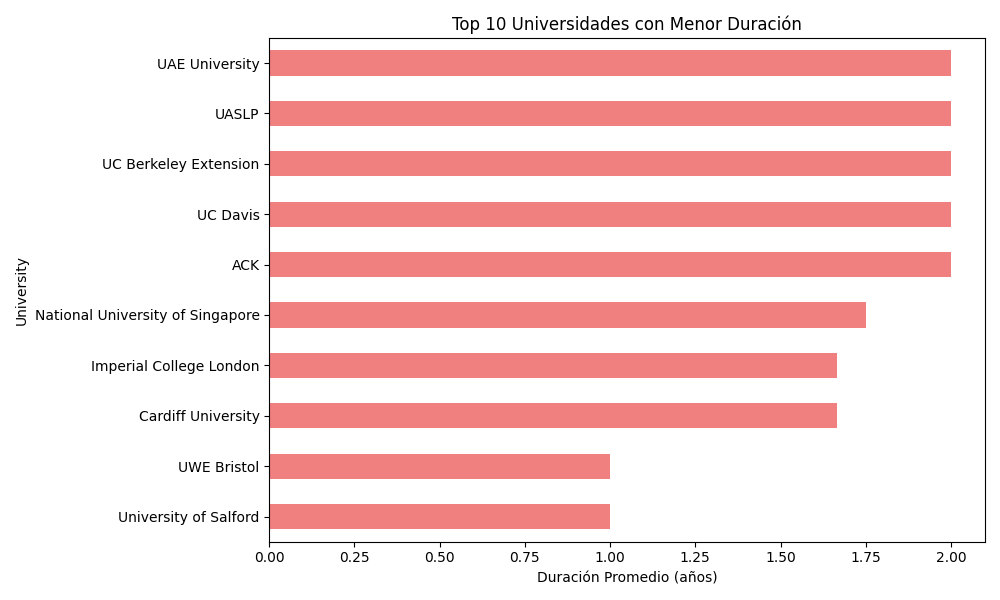 Top 10 Universidades con Menor Duración
University
UAE University
UASLP
UC Berkeley Extension
UC Davis
ACK
National University of Singapore
Imperial College London
Cardiff University
UWE Bristol
University of Salford
0.00 0.25 0.50 0.75 1.00 1.25 1.50 1.75 2.00
Duración Promedio (años)